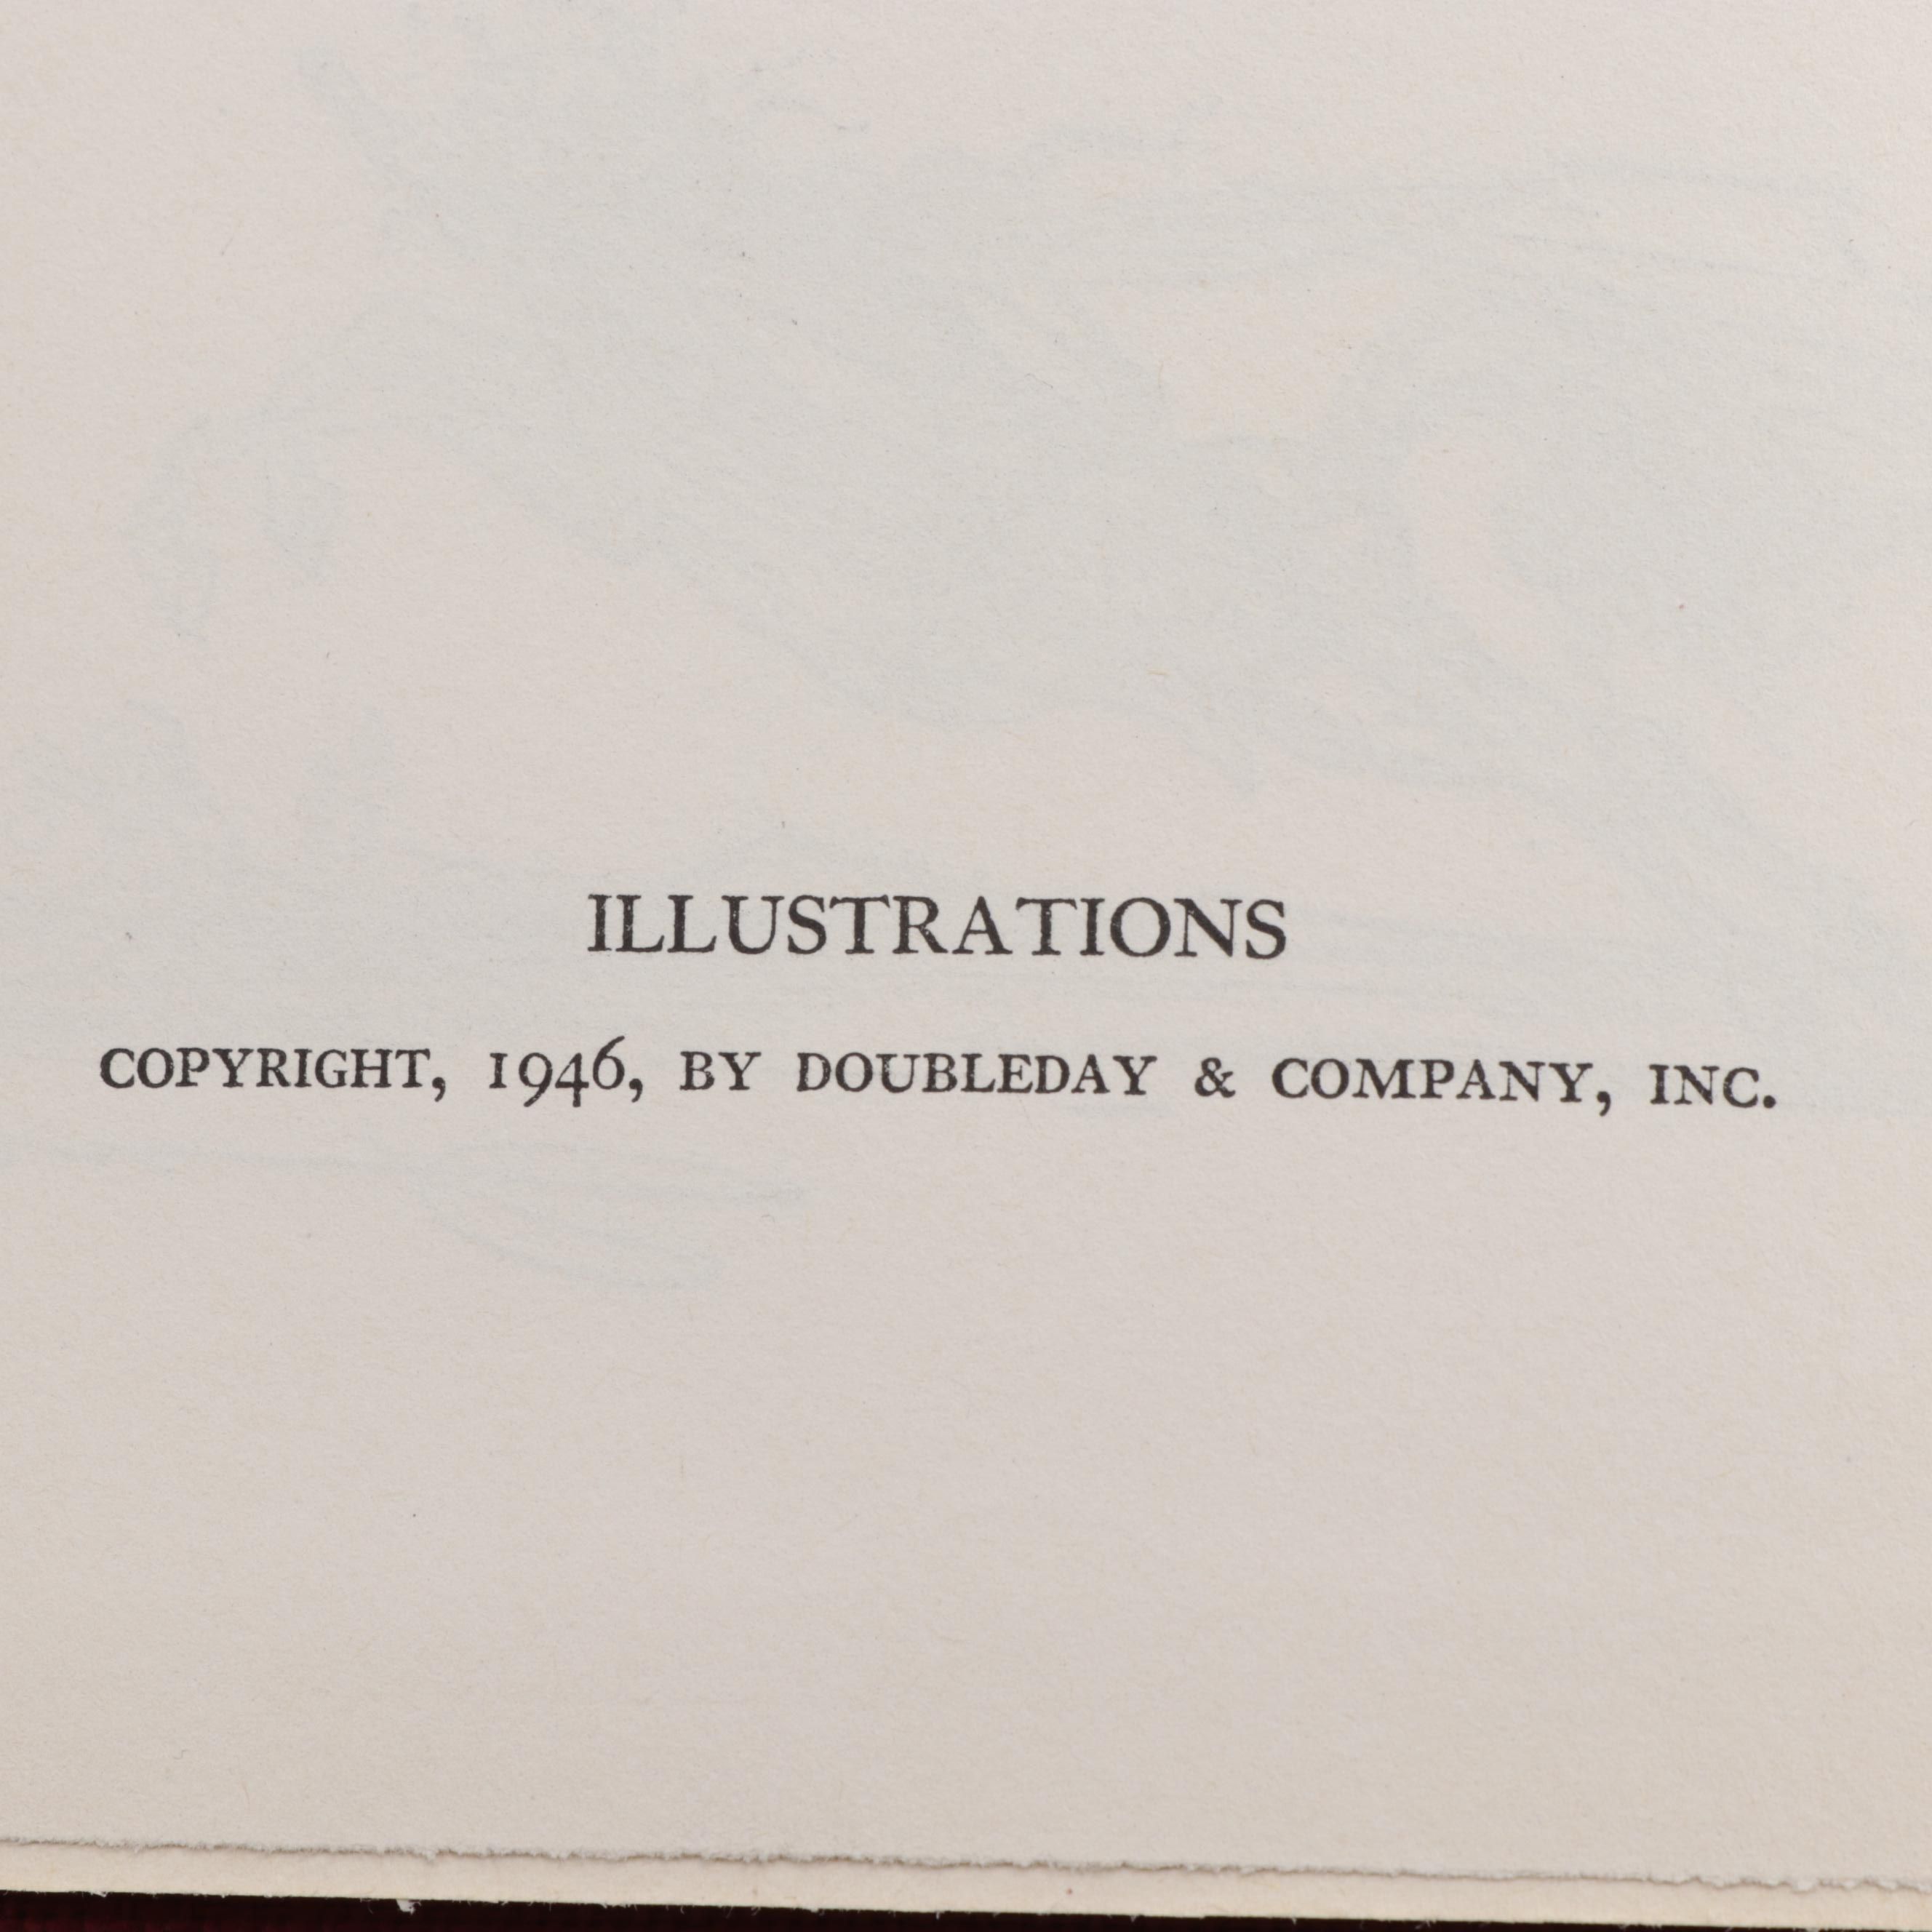 ILLUSTRATIONS
COPYRIGHT, 1946, BY DOUBLEDAY & COMPANY, INC.